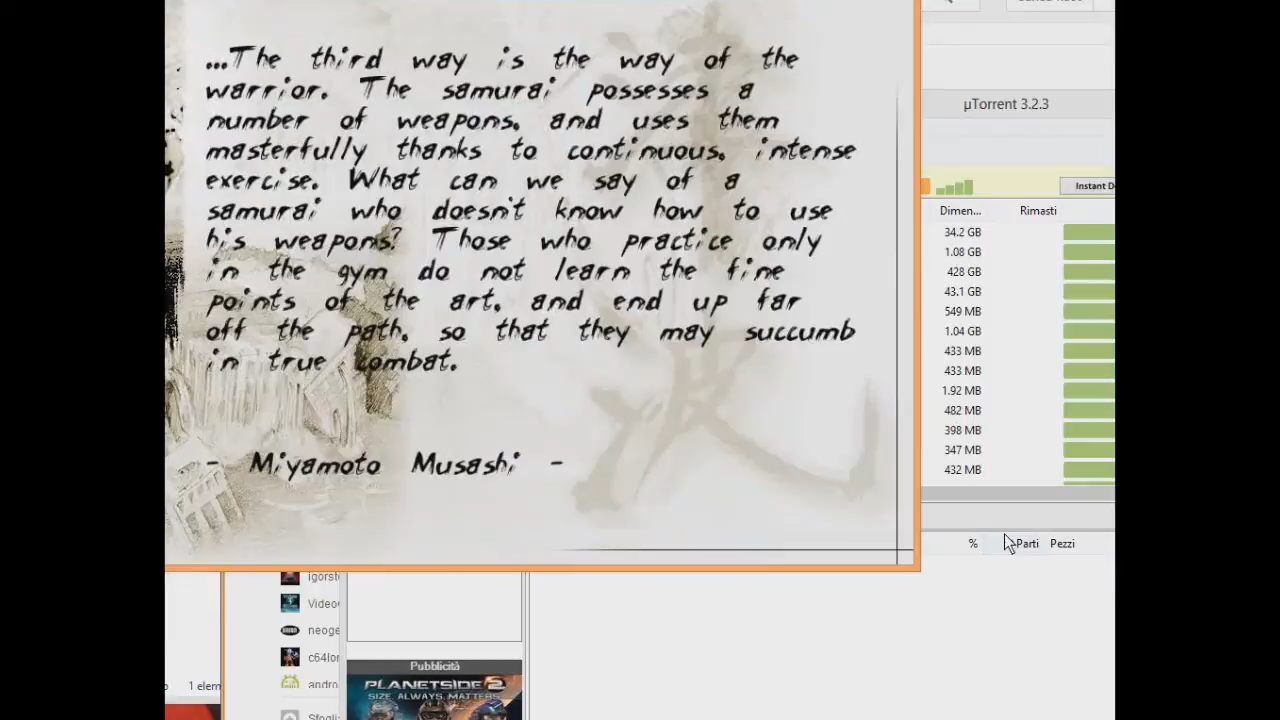 ...The third way is the way of the
warrior. The samurai possesses a
number of weapons, and uses them
masterfully thanks to continuous, intense
exercise. What can we say of a
samurai who doesn't know how to use
his weapons? Those who practice only
in the gym do not learn the fine
points of the art, and end up far
off the path, so that they may succumb
in true combat.
- Miyamoto Musashi -
µTorrent 3.2.3
Instant D
Dimen... Rimasti
34.2 GB
1.08 GB
428 GB
43.1 GB
549 MB
1.04 GB
433 MB
433 MB
1.92 MB
482 MB
398 MB
347 MB
432 MB
% Parti Pezzi
igorst
Video
neoge
c64lor
andro
1 elem
Sfogli
Pubblicità
PLANETSIDE 2
SIZE. ALWAYS. MATTERS.